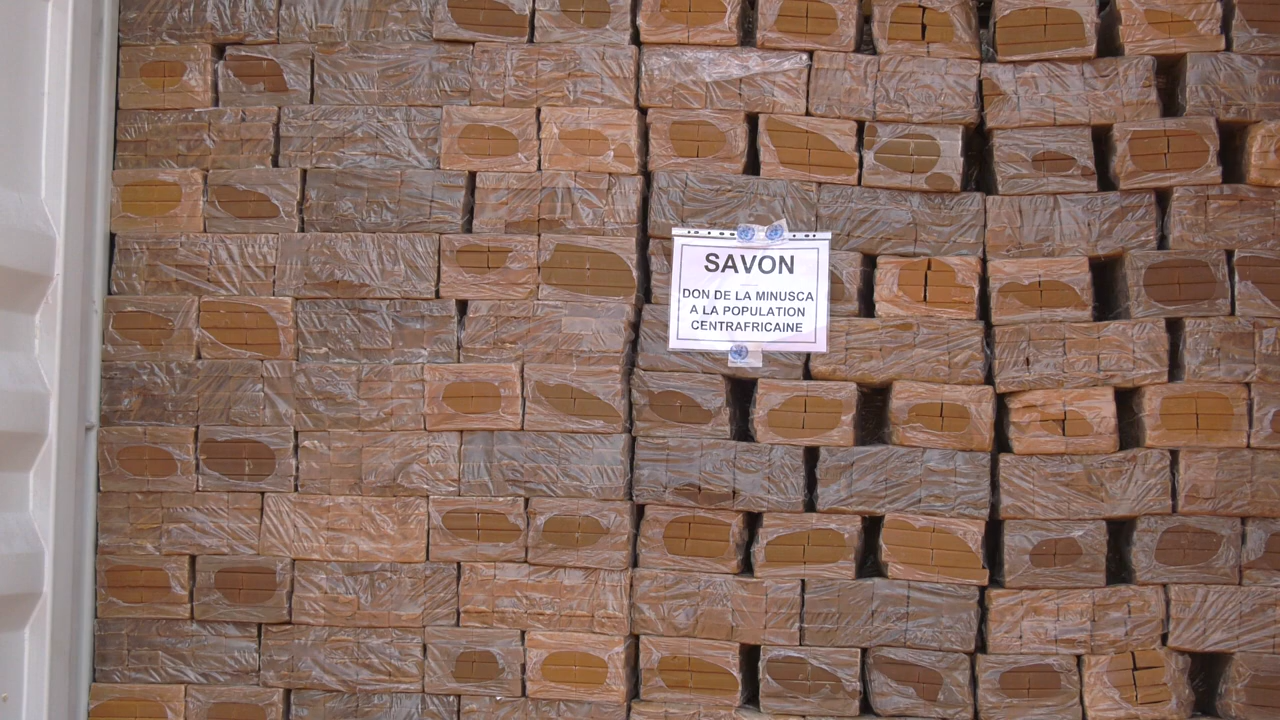 SAVON
DON DE LA MINUSCA
A LA POPULATION
CENTRAFRICAINE